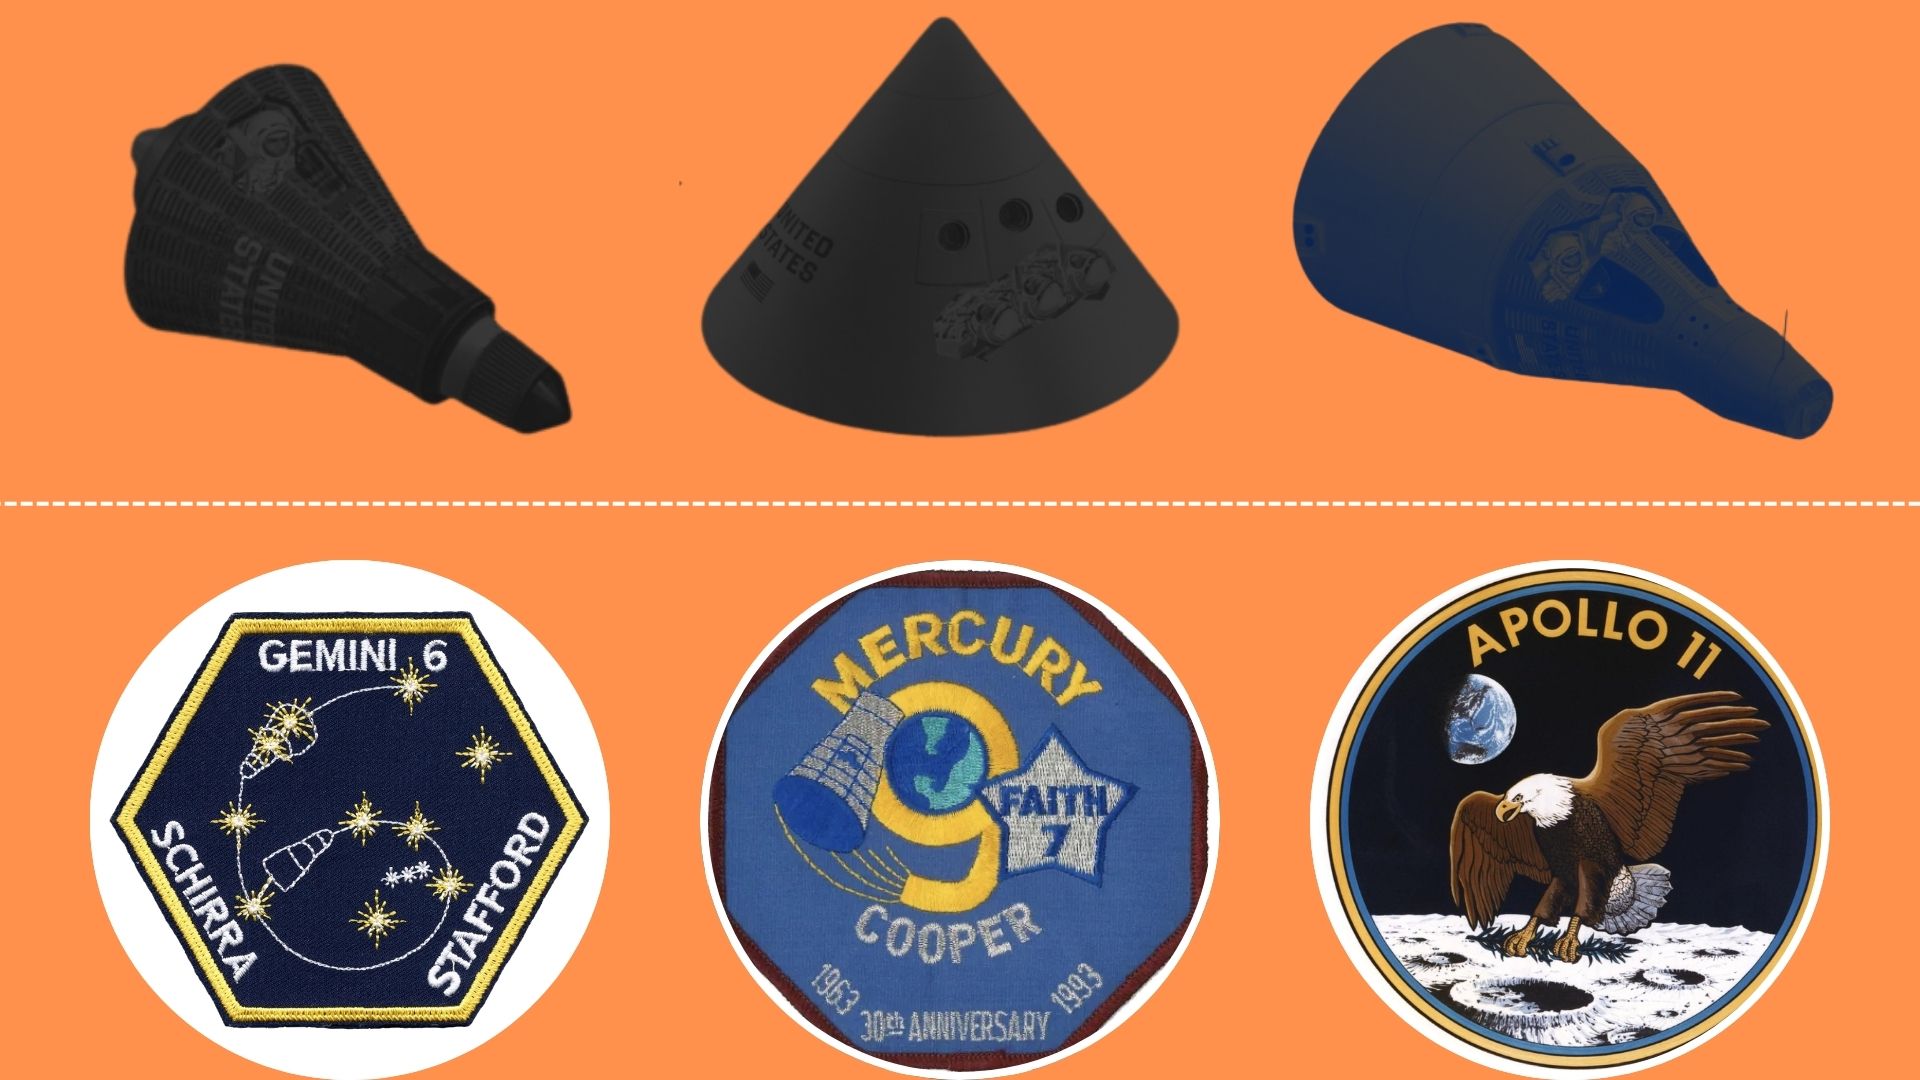 UNITED
STATES
UNITED
STATES
UNITED
STATES
GEMINI 6
SCHIRRA
STAFFORD
MERCURY
9
FAITH
7
COOPER
1963
1993
30th ANNIVERSARY
APOLLO 11